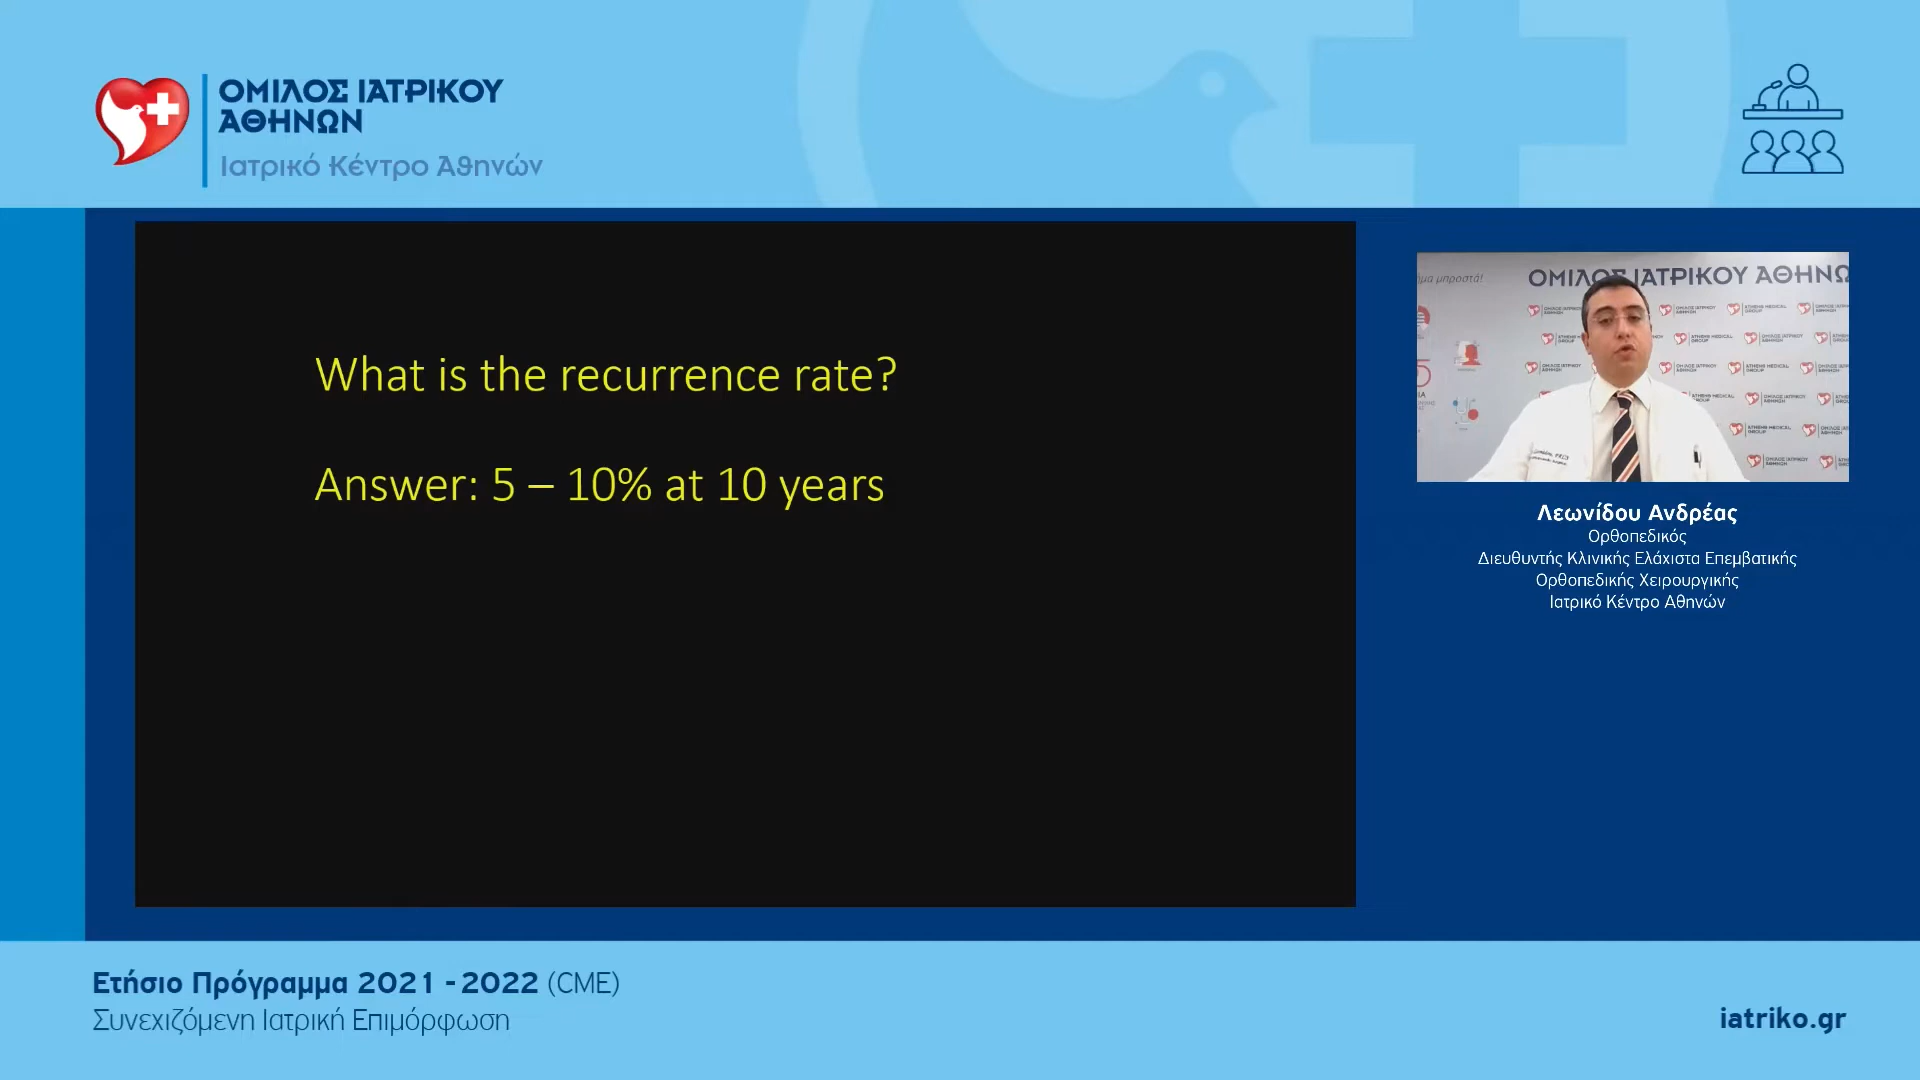 ΟΜΙΛΟΣ ΙΑΤΡΙΚΟΥ
ΑΘΗΝΩΝ
Ιατρικό Κέντρο Αθηνών
What is the recurrence rate?
Answer: 5 – 10% at 10 years
ΟΜΙΛΟΣ ΙΑΤΡΙΚΟΥ ΑΘΗΝΩ
μπροστά!
Λεωνίδου Ανδρέας
Ορθοπεδικός
Διευθυντής Κλινικής Ελάχιστα Επεμβατικής
Ορθοπεδικής Χειρουργικής
Ιατρικό Κέντρο Αθηνών
Ετήσιο Πρόγραμμα 2021 - 2022 (CME)
Συνεχιζόμενη Ιατρική Επιμόρφωση
iatriko.gr